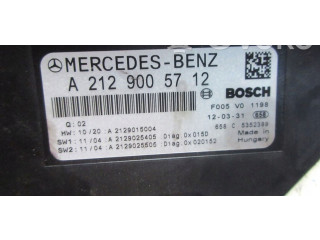 MERCEDES-BENZ
A 212 900 57 12
BOSCH
Q: 02
F005 V0 1188
HW: 10/20 A 2129015004
12-03-31
SW1: 11/04 A 2129025405 Diag. 0x0150
SW2: 11/04 A 2129025505 Diag. 0x020152
Made in
Hungary